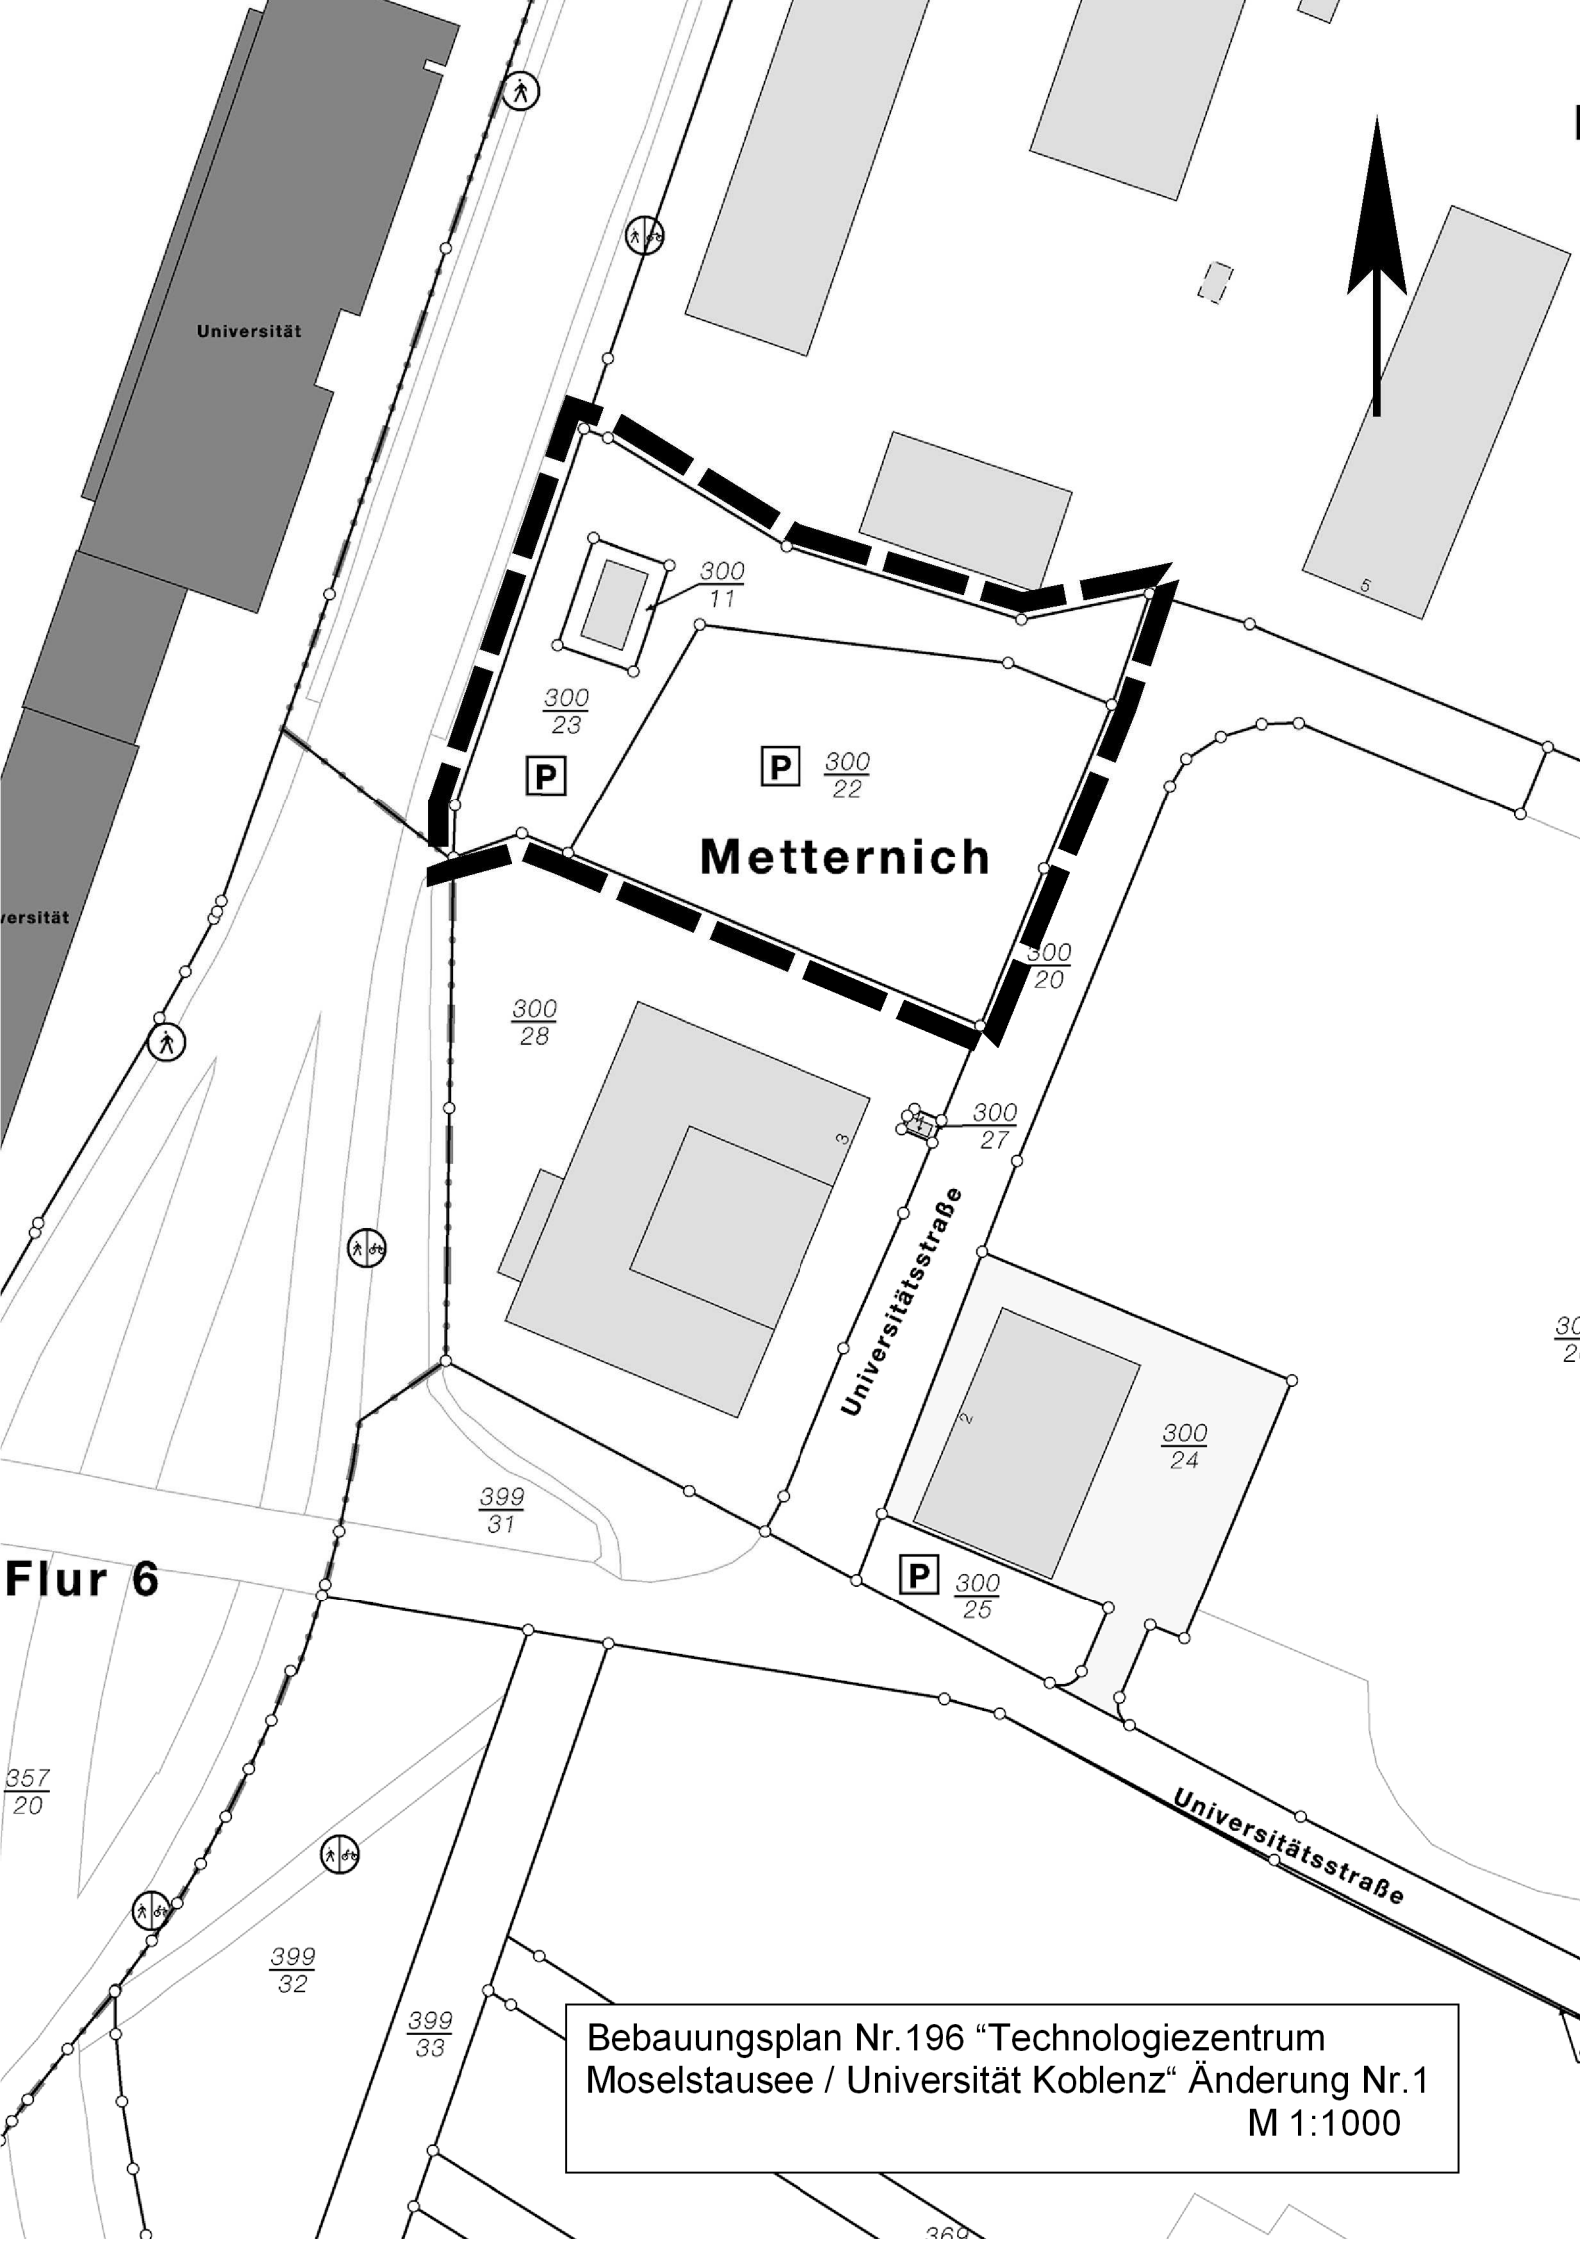 Universität
5
300
11
300
23
P
P
300
22
Metternich
versität
300
20
300
28
300
27
3
Universitätsstraße
2
300
24
399
31
Flur 6
P
300
25
357
20
Universitätsstraße
399
32
399
33
Bebauungsplan Nr.196 “Technologiezentrum
Moselstausee / Universität Koblenz“ Änderung Nr.1
M 1:1000
369